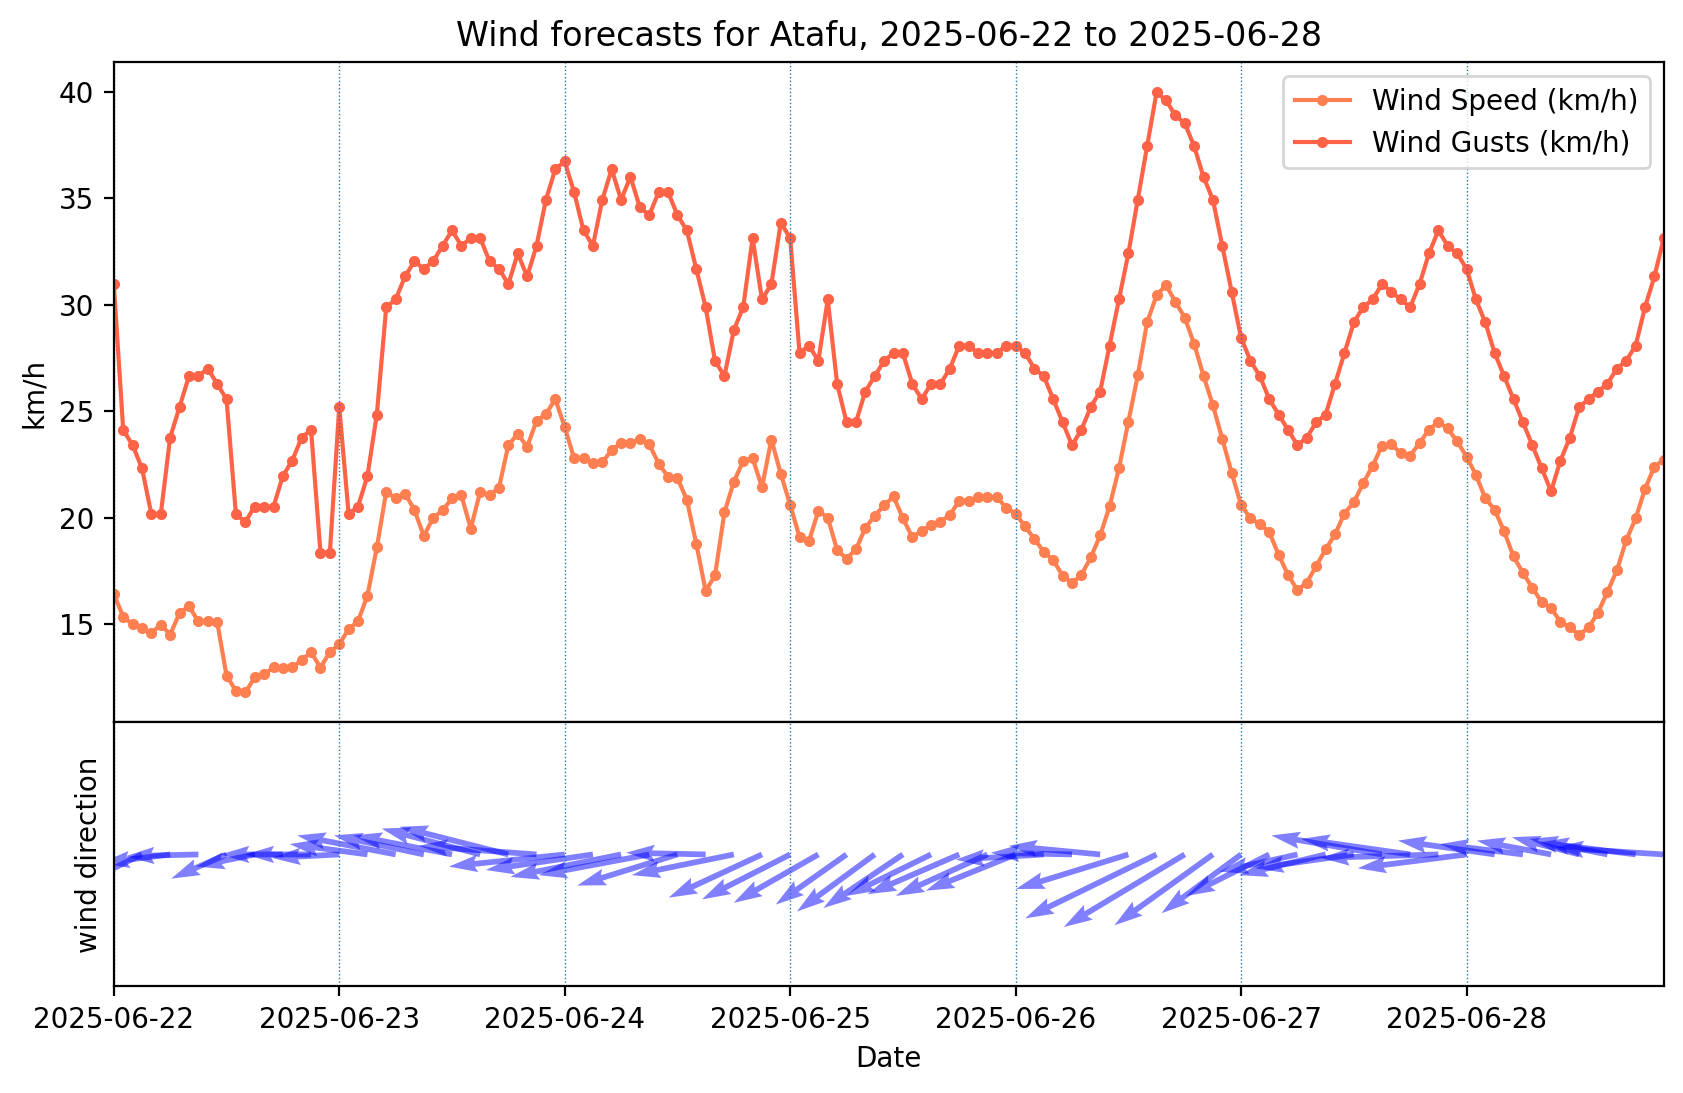 Wind forecasts for Atafu, 2025-06-22 to 2025-06-28
Wind Speed (km/h)
Wind Gusts (km/h)
km/h
40
35
30
25
20
15
wind direction
2025-06-22
2025-06-23
2025-06-24
2025-06-25
2025-06-26
2025-06-27
2025-06-28
Date